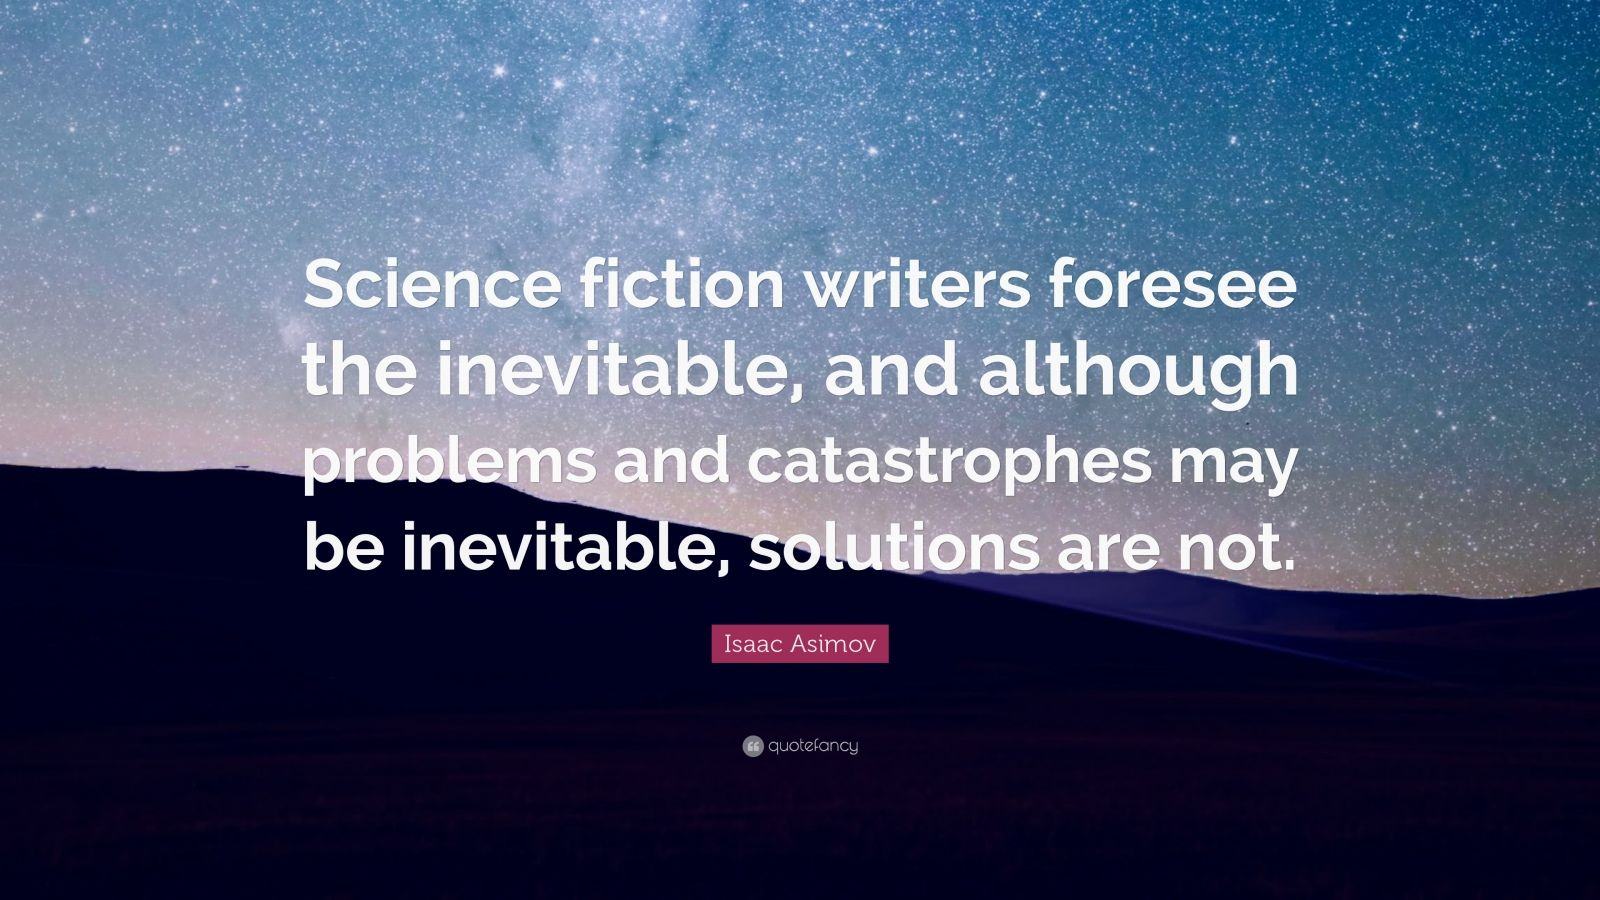 Science fiction writers foresee
the inevitable, and although
problems and catastrophes may
be inevitable, solutions are not.
Isaac Asimov
quotefancy